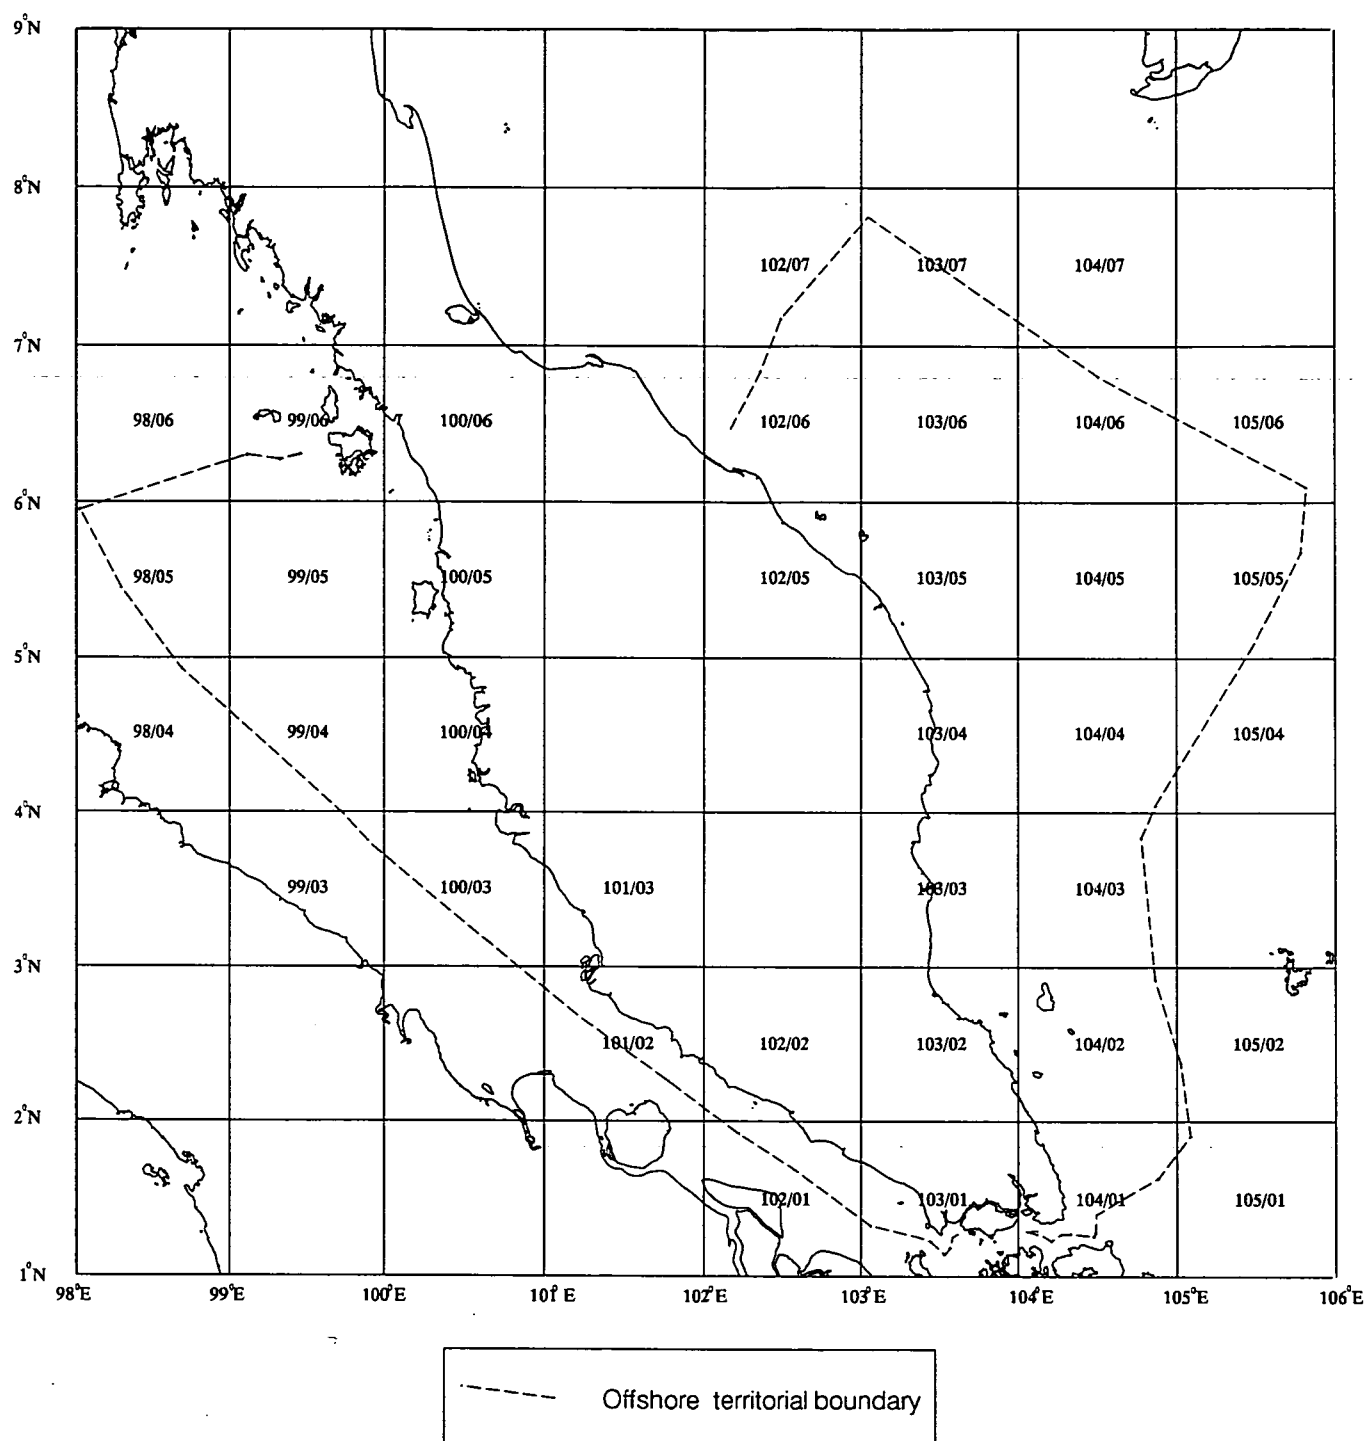 9°N
8°N
102/07 103/07 104/07
7°N
98/06 99/06 100/06 102/06 103/06 104/06 105/06
6°N
98/05 99/05 100/05 102/05 103/05 104/05 105/05
5°N
98/04 99/04 100/04 103/04 104/04 105/04
4°N
99/03 100/03 101/03 103/03 104/03
3°N
101/02 102/02 103/02 104/02 105/02
2°N
102/01 103/01 104/01 105/01
1°N
98°E 99°E 100°E 101°E 102°E 103°E 104°E 105°E 106°E
Offshore territorial boundary